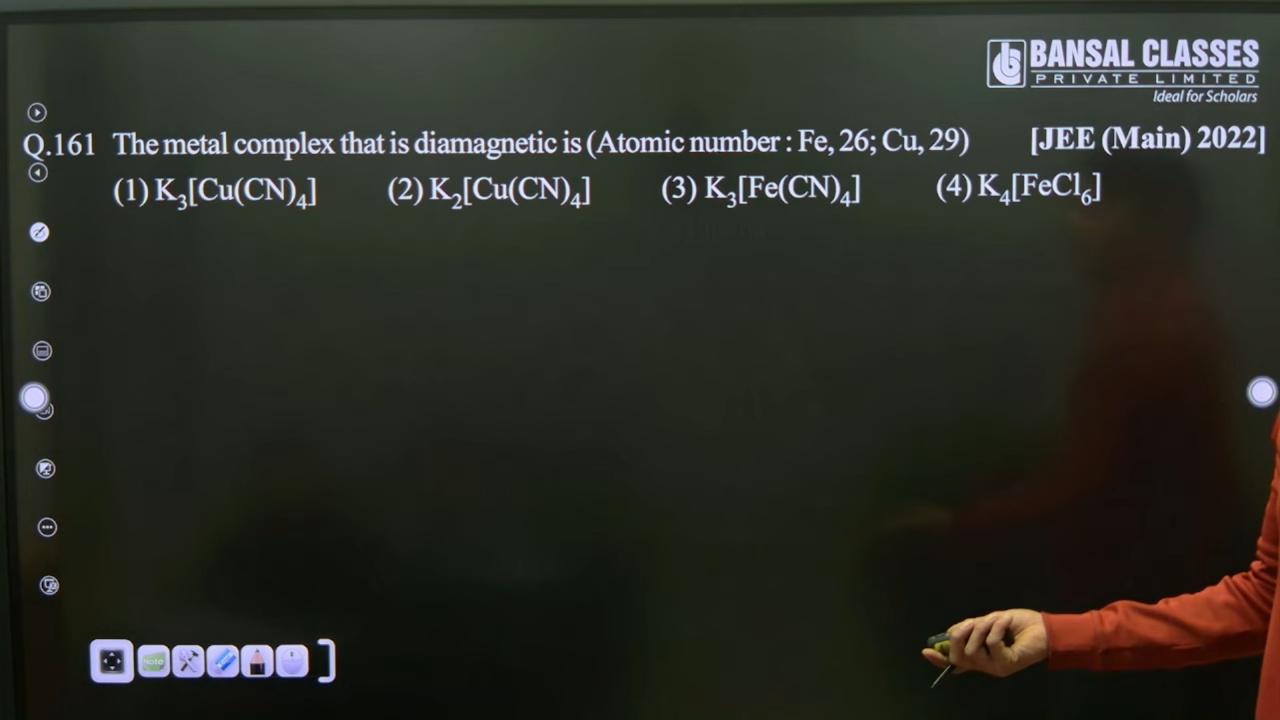 BANSAL CLASSES
PRIVATE LIMITED
Ideal for Scholars
Q.161 The metal complex that is diamagnetic is (Atomic number : Fe, 26; Cu, 29) [JEE (Main) 2022]
(1) K₃[Cu(CN)₄] (2) K₂[Cu(CN)₄] (3) K₃[Fe(CN)₄] (4) K₄[FeCl₆]
Note